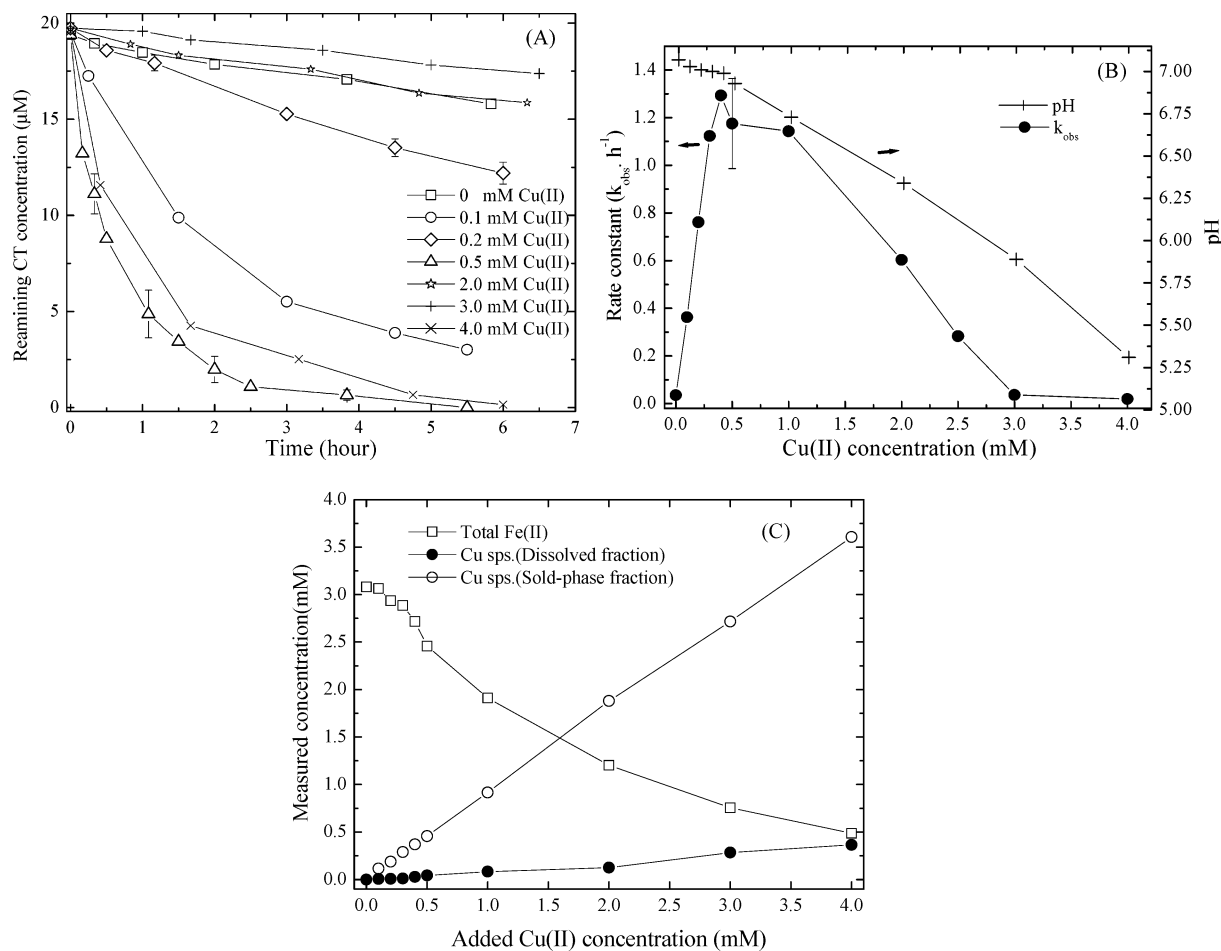 (A)
Reamining CT concentration (μM)
20
15
10
5
0
0 1 2 3 4 5 6 7
Time (hour)
0 mM Cu(II)
0.1 mM Cu(II)
0.2 mM Cu(II)
0.5 mM Cu(II)
2.0 mM Cu(II)
3.0 mM Cu(II)
4.0 mM Cu(II)
(B)
Rate constant (kobs. h-1)
1.4
1.2
1.0
0.8
0.6
0.4
0.2
0.0
pH
kobs
7.00
6.75
6.50
6.25
6.00
5.75
5.50
5.25
5.00
pH
0.0 0.5 1.0 1.5 2.0 2.5 3.0 3.5 4.0
Cu(II) concentration (mM)
(C)
Measured concentration(mM)
4.0
3.5
3.0
2.5
2.0
1.5
1.0
0.5
0.0
Total Fe(II)
Cu sps.(Dissolved fraction)
Cu sps.(Sold-phase fraction)
0.0 0.5 1.0 1.5 2.0 2.5 3.0 3.5 4.0
Added Cu(II) concentration (mM)